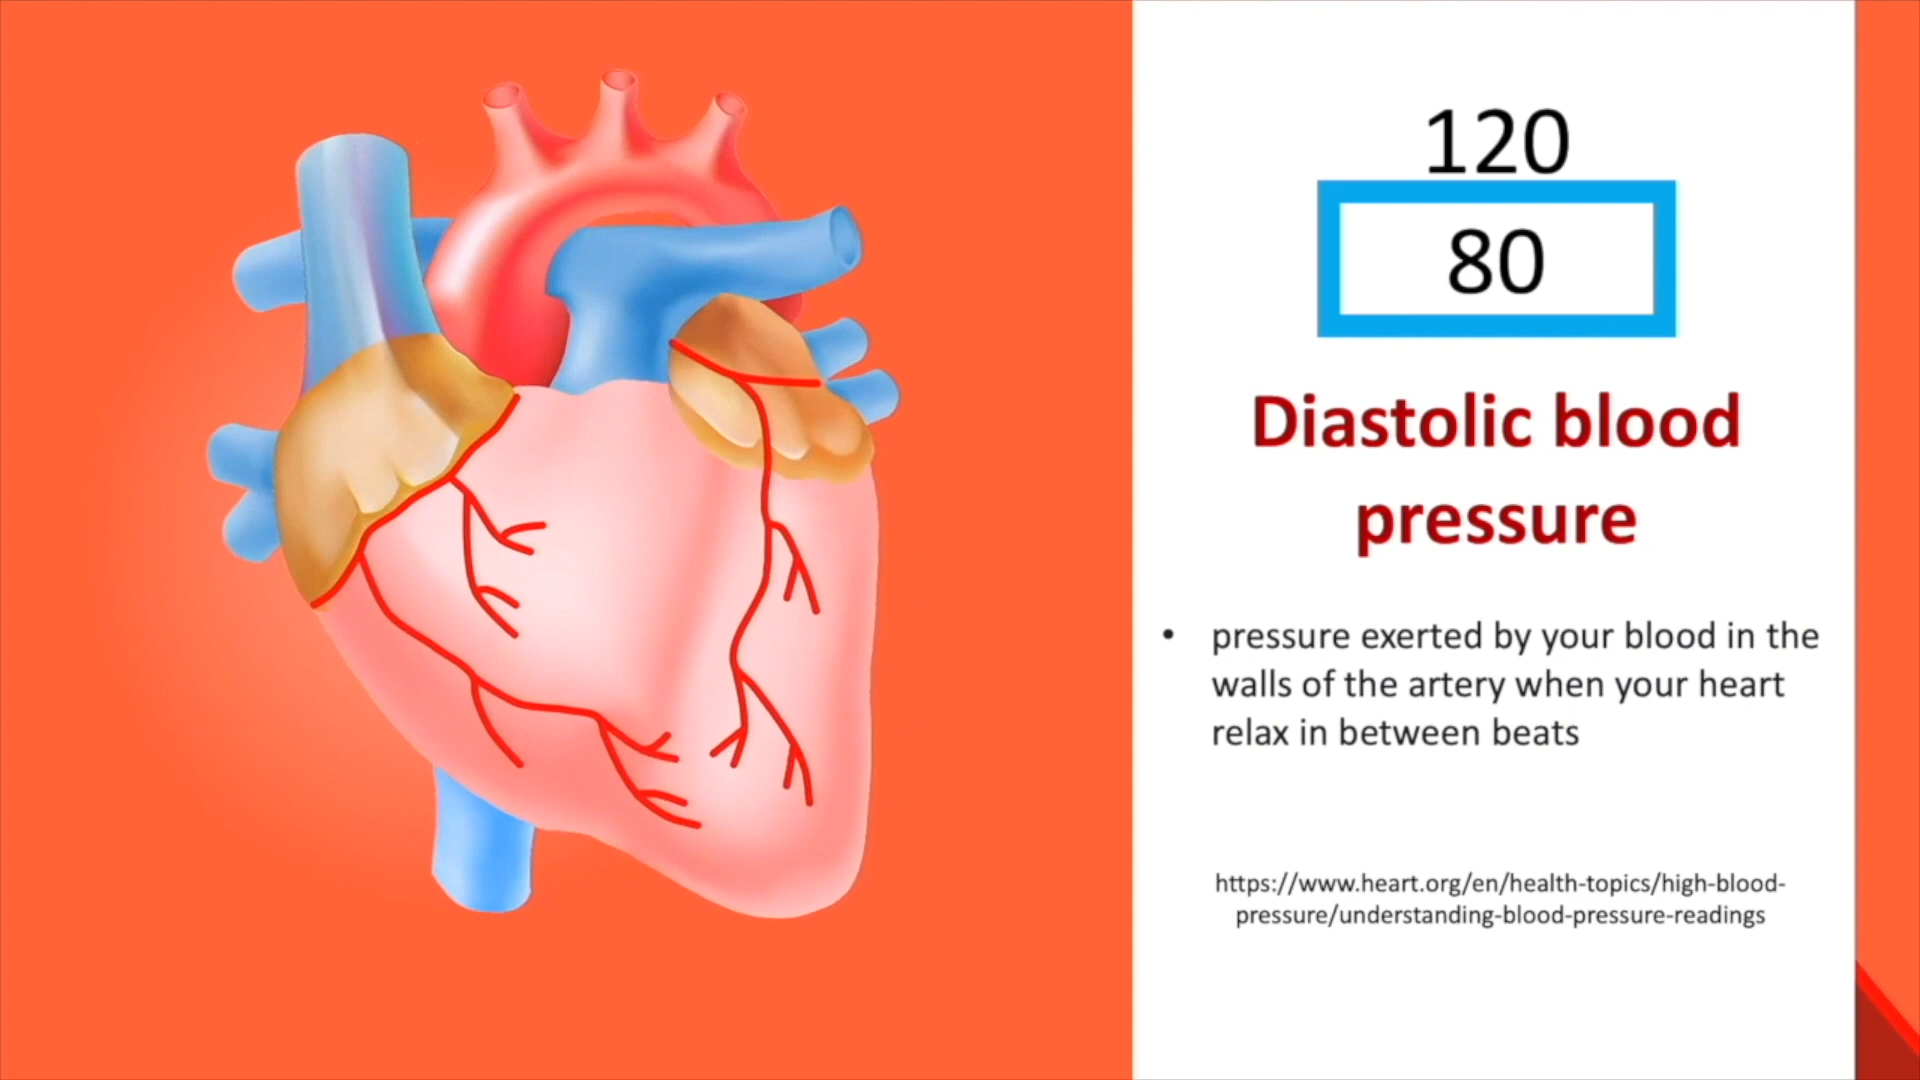 120
80
Diastolic blood
pressure
• pressure exerted by your blood in the
walls of the artery when your heart
relax in between beats
https://www.heart.org/en/health-topics/high-blood-
pressure/understanding-blood-pressure-readings